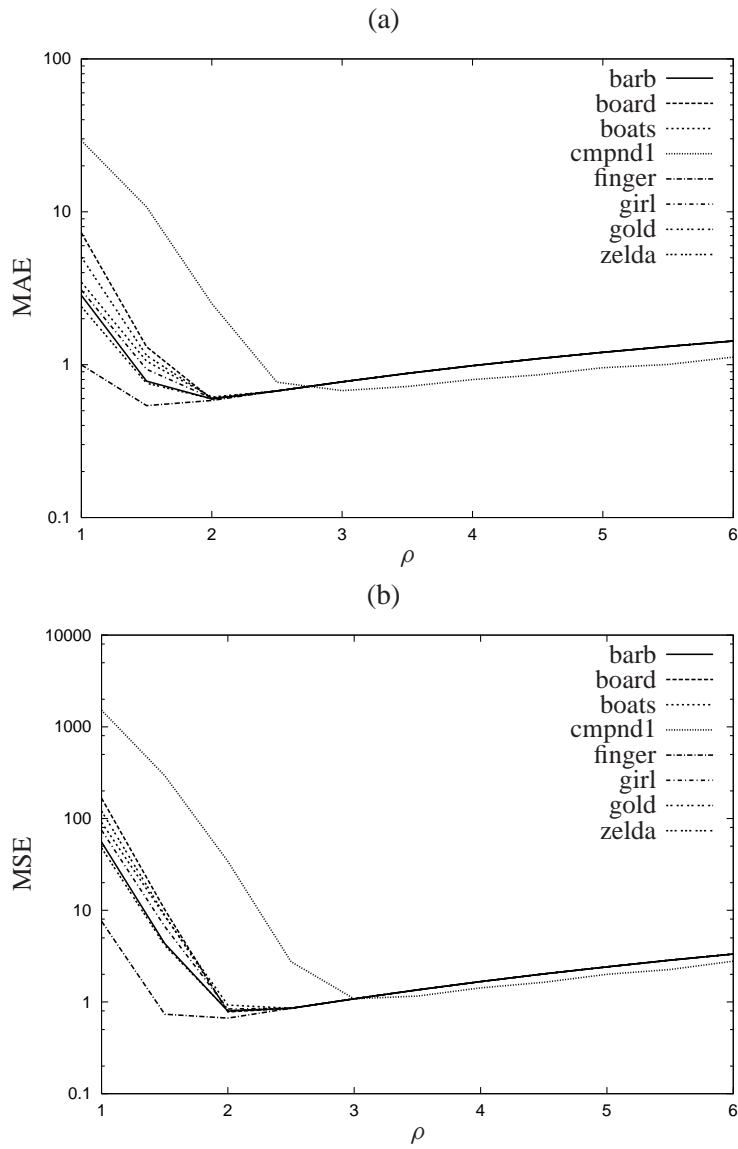 (a)
100
10
1
0.1
MAE
barb
board
boats
cmpnd1
finger
girl
gold
zelda
1 2 3 4 5 6
ρ
(b)
10000
1000
100
10
1
0.1
MSE
barb
board
boats
cmpnd1
finger
girl
gold
zelda
1 2 3 4 5 6
ρ